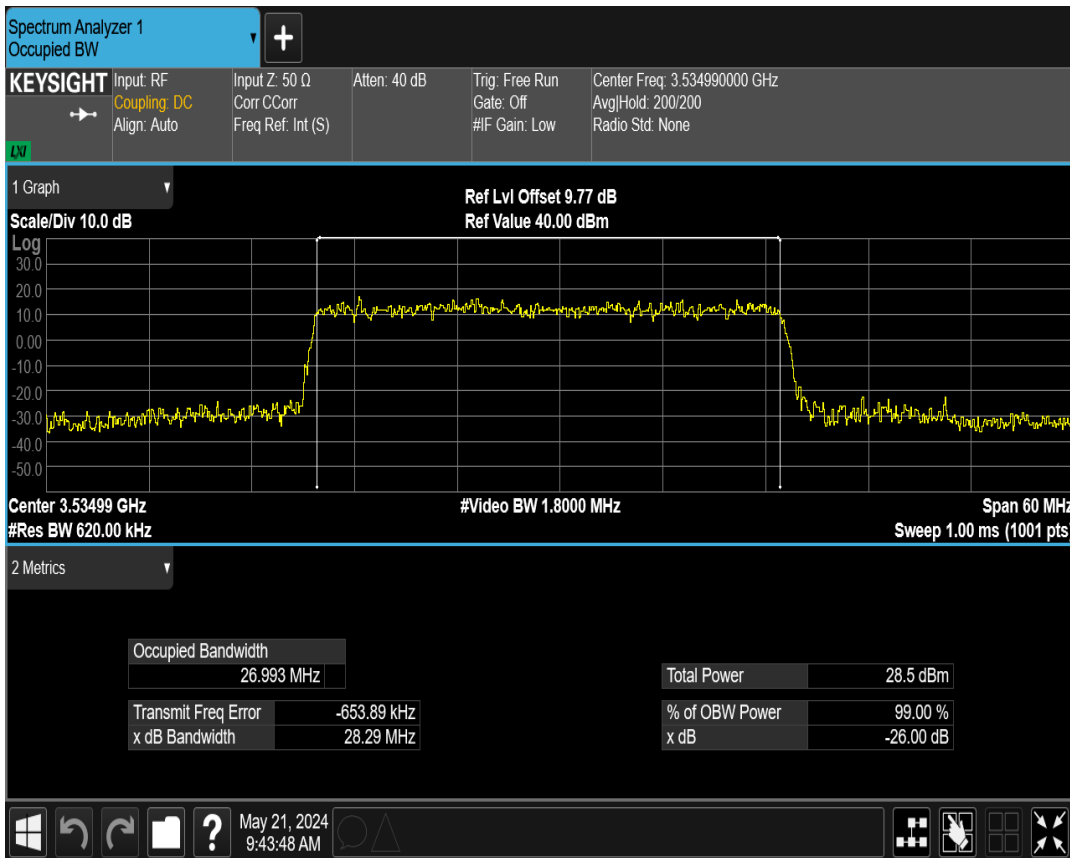 Spectrum Analyzer 1
Occupied BW
KEYSIGHT
Input: RF
Coupling: DC
Align: Auto
Input Z: 50 Ω
Corr CCorr
Freq Ref: Int (S)
Atten: 40 dB
Trig: Free Run
Gate: Off
#IF Gain: Low
Center Freq: 3.534990000 GHz
Avg|Hold: 200/200
Radio Std: None
LXI
1 Graph
Ref Lvl Offset 9.77 dB
Scale/Div 10.0 dB
Ref Value 40.00 dBm
Log
30.0
20.0
10.0
0.00
-10.0
-20.0
-30.0
-40.0
-50.0
Center 3.53499 GHz
#Video BW 1.8000 MHz
Span 60 MHz
#Res BW 620.00 kHz
Sweep 1.00 ms (1001 pts)
2 Metrics
Occupied Bandwidth
26.993 MHz
Total Power 28.5 dBm
Transmit Freq Error -653.89 kHz
% of OBW Power 99.00 %
x dB Bandwidth 28.29 MHz
x dB -26.00 dB
?
May 21, 2024
9:43:48 AM